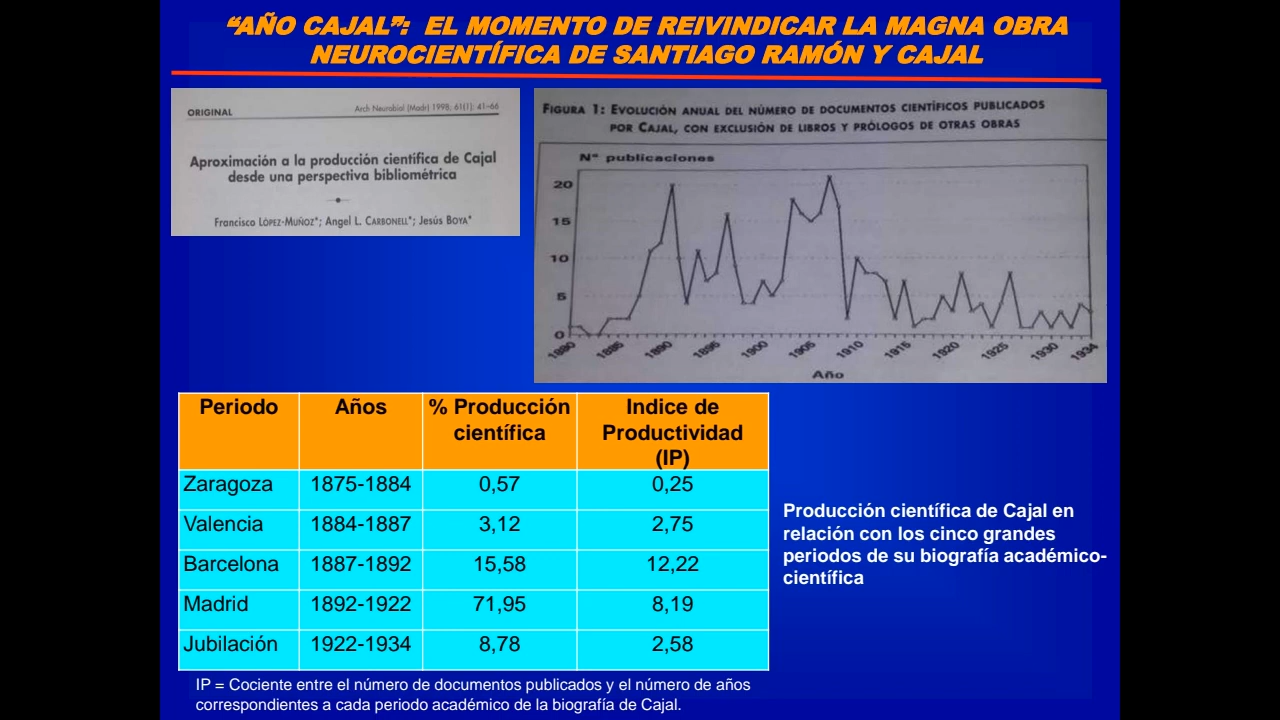 “AÑO CAJAL”: EL MOMENTO DE REIVINDICAR LA MAGNA OBRA
NEUROCIENTÍFICA DE SANTIAGO RAMÓN Y CAJAL
ORIGINAL
Arch Neurobiol (Madr) 1998; 61(1): 41-66
Aproximación a la producción científica de Cajal
desde una perspectiva bibliométrica
Francisco López-Muñoz*; Angel L. Carbonell*; Jesús Boya*
Figura 1: Evolución anual del número de documentos científicos publicados
por Cajal, con exclusión de libros y prólogos de otras obras
Nº publicaciones
20
15
10
5
0
1880 1885 1890 1895 1900 1905 1910 1915 1920 1925 1930 1934
Año
Periodo Años % Producción científica Indice de Productividad (IP)
Zaragoza 1875-1884 0,57 0,25
Valencia 1884-1887 3,12 2,75
Barcelona 1887-1892 15,58 12,22
Madrid 1892-1922 71,95 8,19
Jubilación 1922-1934 8,78 2,58
Producción científica de Cajal en
relación con los cinco grandes
periodos de su biografía académico-
científica
IP = Cociente entre el número de documentos publicados y el número de años
correspondientes a cada periodo académico de la biografía de Cajal.